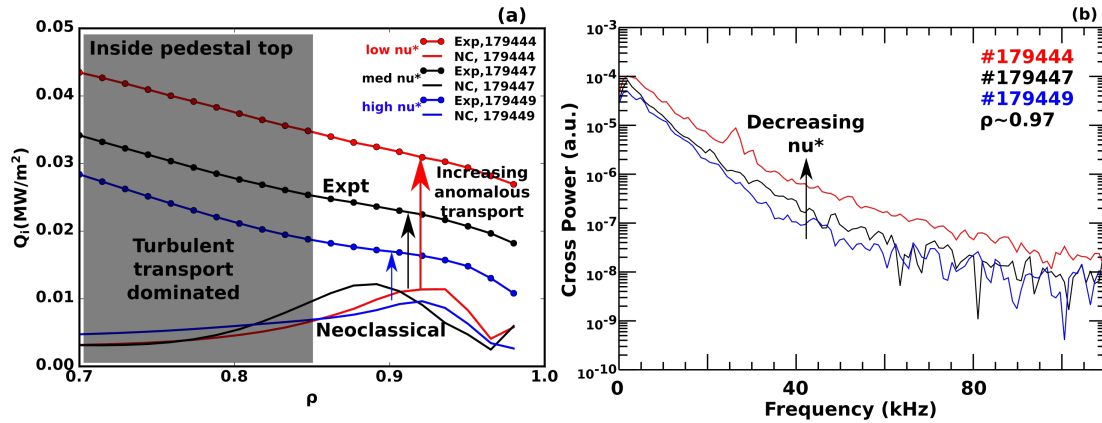 (a)
0.05
0.04
0.03
0.02
0.01
0.00
Qi(MW/m²)
Inside pedestal top
low nu*
Exp,179444
NC, 179444
med nu*
Exp,179447
NC, 179447
high nu*
Exp,179449
NC, 179449
Increasing
anomalous
transport
Expt
Turbulent
transport
dominated
Neoclassical
0.7
0.8
0.9
1.0
ρ
(b)
10-3
10-4
10-5
10-6
10-7
10-8
10-9
10-10
Cross Power (a.u.)
#179444
#179447
#179449
ρ~0.97
Decreasing
nu*
0
40
80
Frequency (kHz)